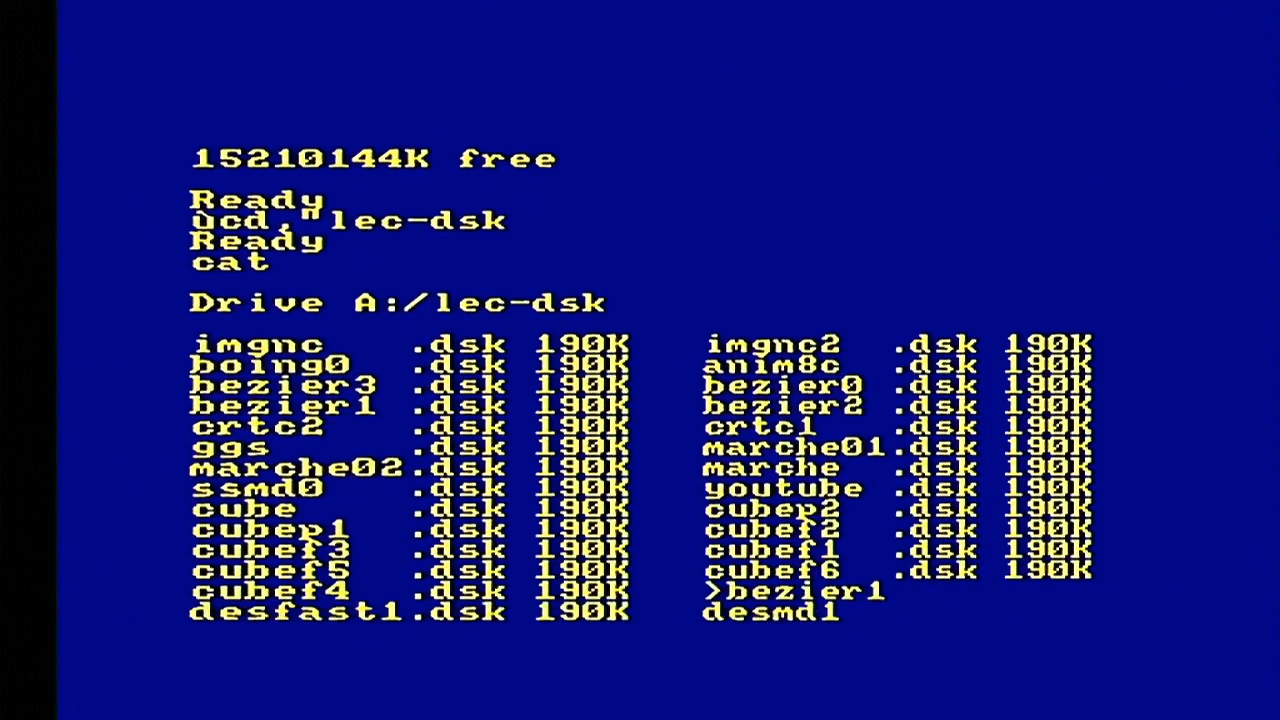 15210144K free
Ready
ùcd,"lec-dsk
Ready
cat
Drive A:/lec-dsk
imgnc .dsk 190K imgnc2 .dsk 190K
boing0 .dsk 190K anim8c .dsk 190K
bezier3 .dsk 190K bezier0 .dsk 190K
bezier1 .dsk 190K bezier2 .dsk 190K
crtc2 .dsk 190K crtc1 .dsk 190K
ggs .dsk 190K marche01.dsk 190K
marche02.dsk 190K marche .dsk 190K
ssmd0 .dsk 190K youtube .dsk 190K
cube .dsk 190K cubep2 .dsk 190K
cubep1 .dsk 190K cubef2 .dsk 190K
cubef3 .dsk 190K cubef1 .dsk 190K
cubef5 .dsk 190K cubef6 .dsk 190K
cubef4 .dsk 190K >bezier1
desfast1.dsk 190K desmd1